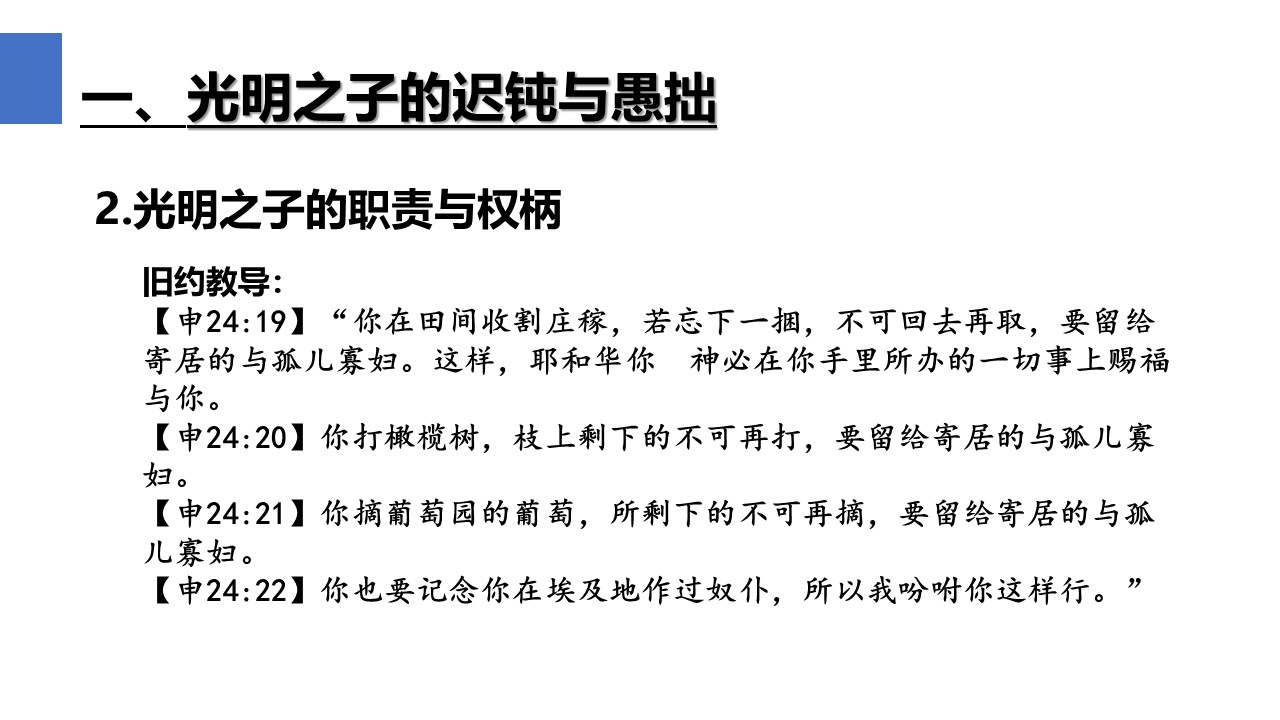 一、光明之子的迟钝与愚拙
2.光明之子的职责与权柄
旧约教导：
【申24:19】“你在田间收割庄稼，若忘下一捆，不可回去再取，要留给
寄居的与孤儿寡妇。这样，耶和华你　神必在你手里所办的一切事上赐福
与你。
【申24:20】你打橄榄树，枝上剩下的不可再打，要留给寄居的与孤儿寡
妇。
【申24:21】你摘葡萄园的葡萄，所剩下的不可再摘，要留给寄居的与孤
儿寡妇。
【申24:22】你也要记念你在埃及地作过奴仆，所以我吩咐你这样行。”